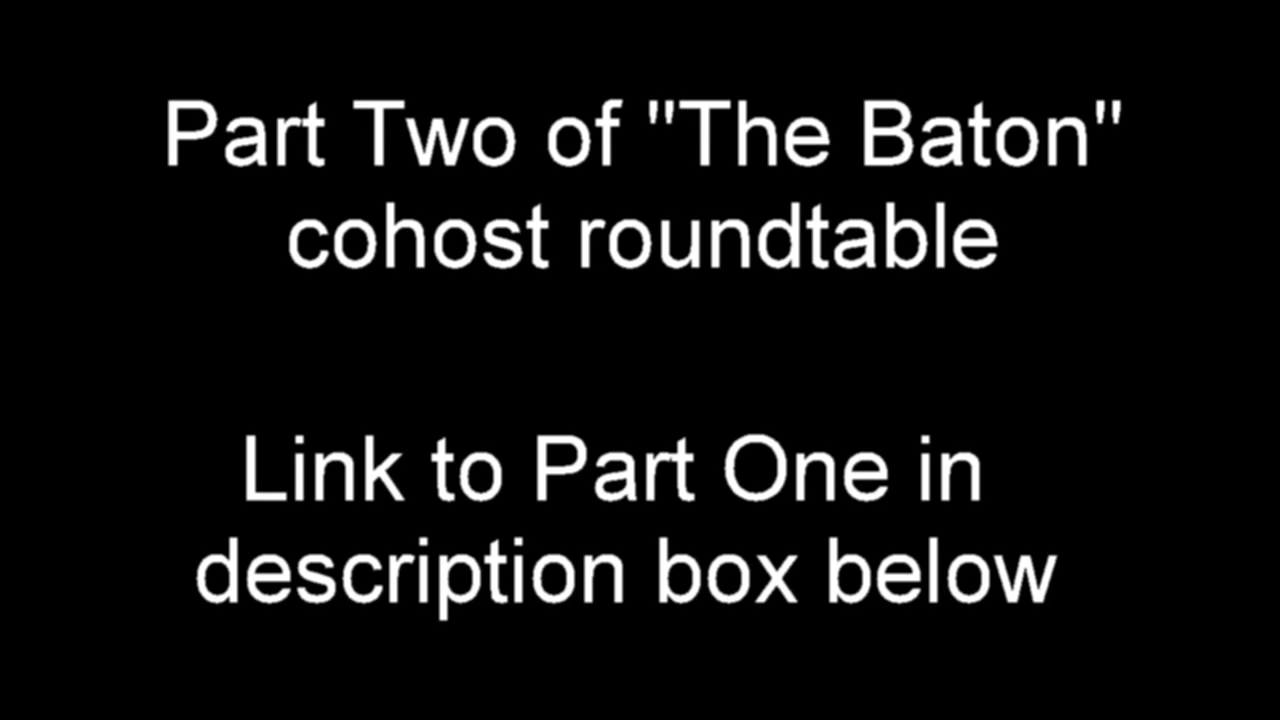 Part Two of "The Baton"
cohost roundtable
Link to Part One in
description box below